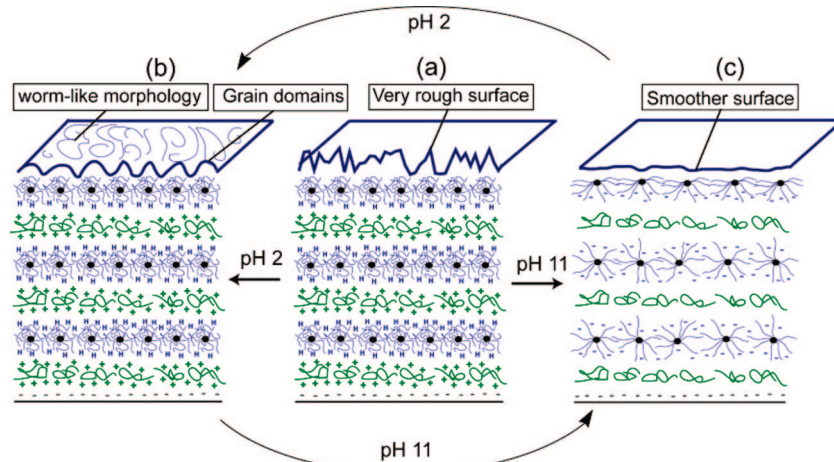 pH 2
(b)
(a)
(c)
worm-like morphology
Grain domains
Very rough surface
Smoother surface
pH 2
pH 11
pH 11